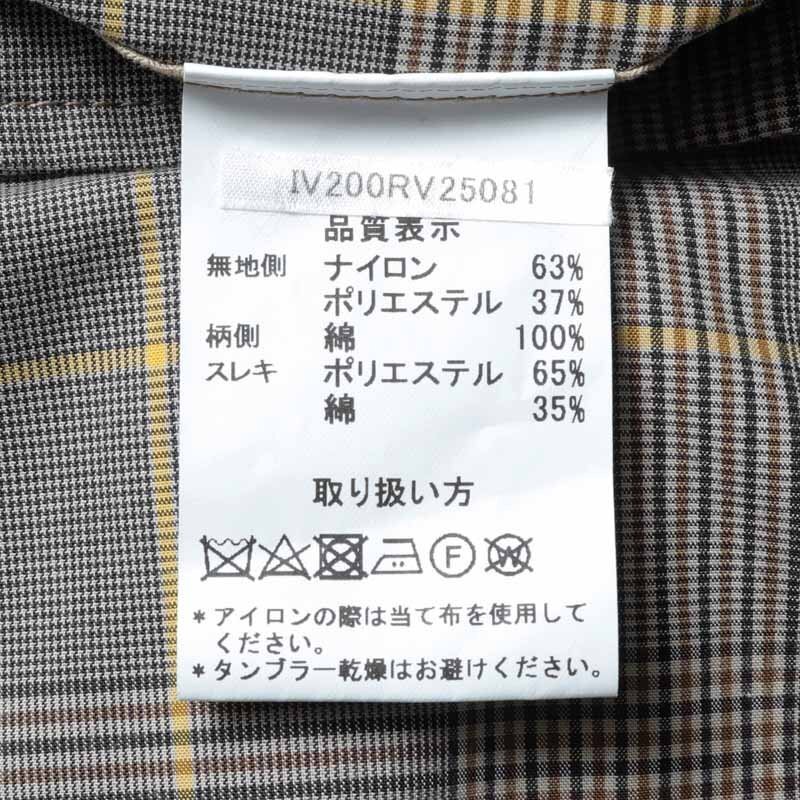 IV200RV25081
品質表示
無地側 ナイロン 63%
ポリエステル 37%
柄側 綿 100%
スレキ ポリエステル 65%
綿 35%
取り扱い方
F W
*アイロンの際は当て布を使用して
ください。
*タンブラー乾燥はお避けください。